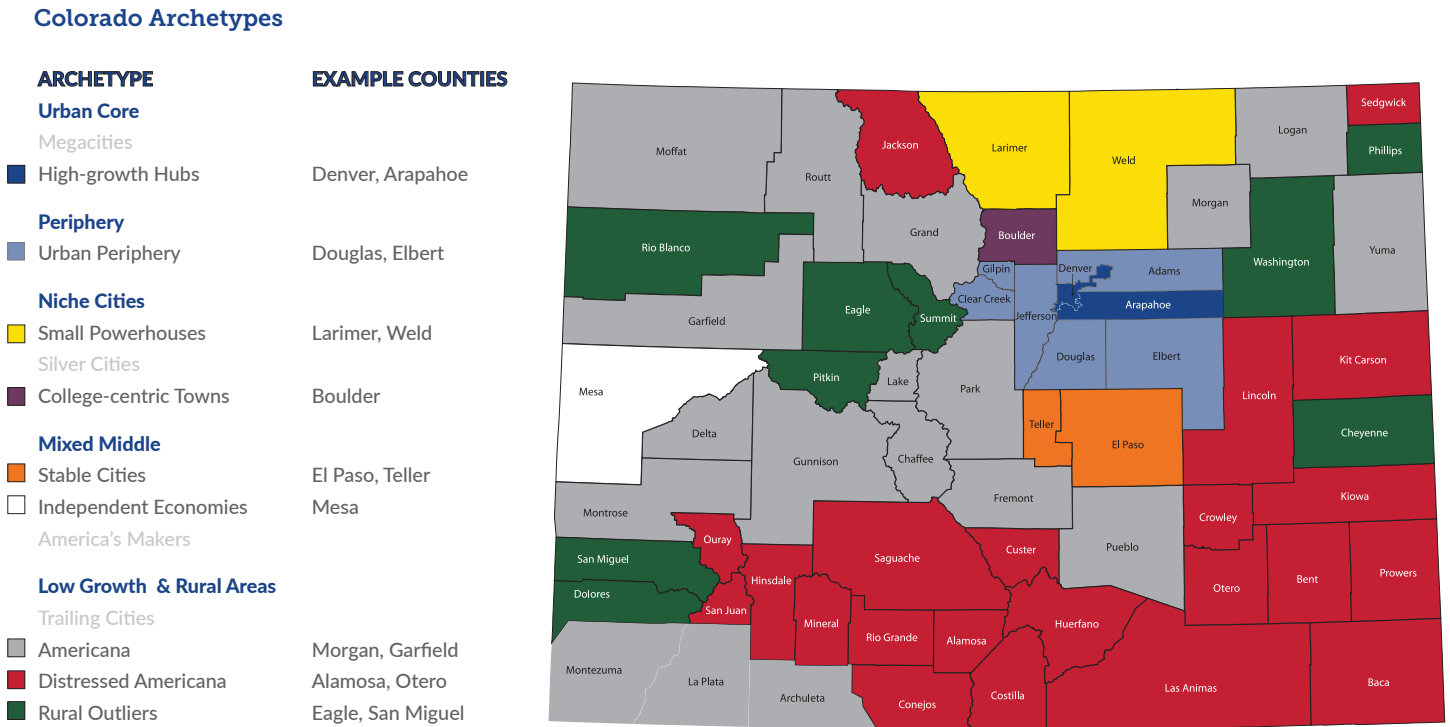 Colorado Archetypes
ARCHETYPE EXAMPLE COUNTIES
Urban Core
Megacities
High-growth Hubs Denver, Arapahoe
Periphery
Urban Periphery Douglas, Elbert
Niche Cities
Small Powerhouses Larimer, Weld
Silver Cities
College-centric Towns Boulder
Mixed Middle
Stable Cities El Paso, Teller
Independent Economies Mesa
America's Makers
Low Growth & Rural Areas
Trailing Cities
Americana Morgan, Garfield
Distressed Americana Alamosa, Otero
Rural Outliers Eagle, San Miguel
Sedgwick
Logan
Moffat
Jackson
Larimer
Weld
Phillips
Routt
Morgan
Grand
Boulder
Rio Blanco
Yuma
Washington
Gilpin
Denver
Adams
Clear Creek
Arapahoe
Eagle
Summit
Jefferson
Garfield
Douglas
Elbert
Kit Carson
Pitkin
Lake
Park
Mesa
Lincoln
Teller
Cheyenne
Delta
El Paso
Gunnison
Chaffee
Fremont
Kiowa
Montrose
Crowley
Ouray
Pueblo
San Miguel
Saguache
Custer
Hinsdale
Prowers
Bent
Otero
Dolores
San Juan
Mineral
Huerfano
Rio Grande
Alamosa
Montezuma
La Plata
Las Animas
Baca
Archuleta
Costilla
Conejos